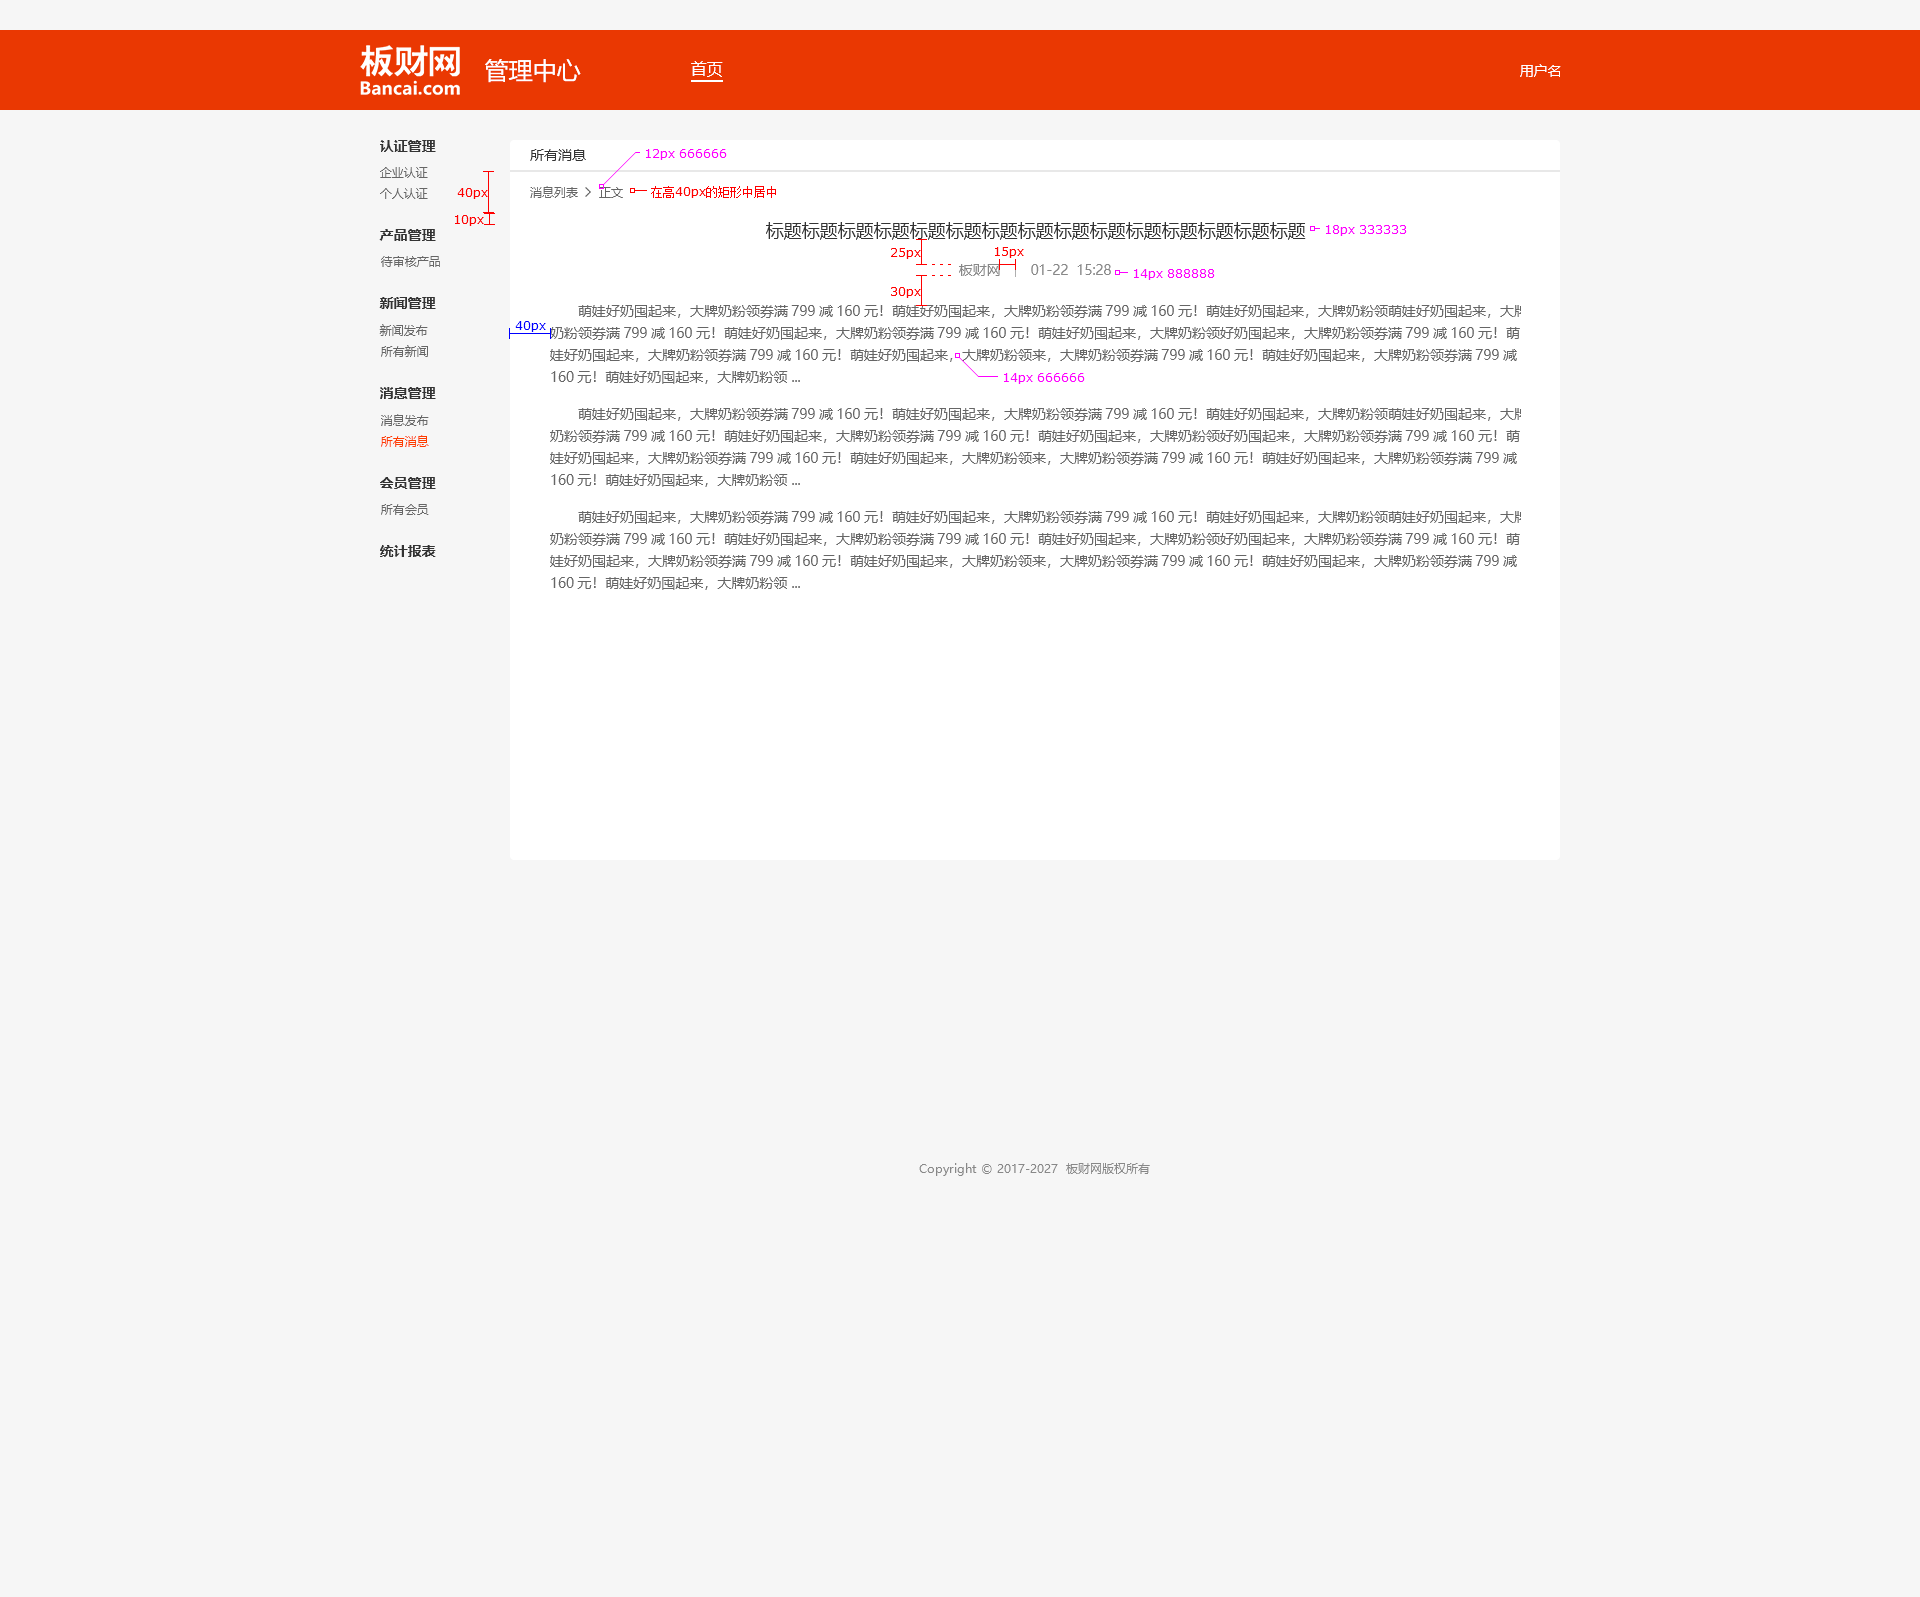 板财网
Bancai.com
管理中心
首页
用户名
认证管理
企业认证
个人认证
40px
10px
产品管理
待审核产品
新闻管理
新闻发布
所有新闻
消息管理
消息发布
所有消息
会员管理
所有会员
统计报表
所有消息
12px 666666
消息列表 > 正文
在高40px的矩形中居中
标题标题标题标题标题标题标题标题标题标题标题标题标题标题标题
18px 333333
25px
15px
板财网 01-22 15:28
14px 888888
30px
40px
萌娃好奶囤起来，大牌奶粉领券满 799 减 160 元！萌娃好奶囤起来，大牌奶粉领券满 799 减 160 元！萌娃好奶囤起来，大牌奶粉领萌娃好奶囤起来，大牌
奶粉领券满 799 减 160 元！萌娃好奶囤起来，大牌奶粉领券满 799 减 160 元！萌娃好奶囤起来，大牌奶粉领好奶囤起来，大牌奶粉领券满 799 减 160 元！萌
娃好奶囤起来，大牌奶粉领券满 799 减 160 元！萌娃好奶囤起来，大牌奶粉领来，大牌奶粉领券满 799 减 160 元！萌娃好奶囤起来，大牌奶粉领券满 799 减
160 元！萌娃好奶囤起来，大牌奶粉领 ...
14px 666666
萌娃好奶囤起来，大牌奶粉领券满 799 减 160 元！萌娃好奶囤起来，大牌奶粉领券满 799 减 160 元！萌娃好奶囤起来，大牌奶粉领萌娃好奶囤起来，大牌
奶粉领券满 799 减 160 元！萌娃好奶囤起来，大牌奶粉领券满 799 减 160 元！萌娃好奶囤起来，大牌奶粉领好奶囤起来，大牌奶粉领券满 799 减 160 元！萌
娃好奶囤起来，大牌奶粉领券满 799 减 160 元！萌娃好奶囤起来，大牌奶粉领来，大牌奶粉领券满 799 减 160 元！萌娃好奶囤起来，大牌奶粉领券满 799 减
160 元！萌娃好奶囤起来，大牌奶粉领 ...
萌娃好奶囤起来，大牌奶粉领券满 799 减 160 元！萌娃好奶囤起来，大牌奶粉领券满 799 减 160 元！萌娃好奶囤起来，大牌奶粉领萌娃好奶囤起来，大牌
奶粉领券满 799 减 160 元！萌娃好奶囤起来，大牌奶粉领券满 799 减 160 元！萌娃好奶囤起来，大牌奶粉领好奶囤起来，大牌奶粉领券满 799 减 160 元！萌
娃好奶囤起来，大牌奶粉领券满 799 减 160 元！萌娃好奶囤起来，大牌奶粉领来，大牌奶粉领券满 799 减 160 元！萌娃好奶囤起来，大牌奶粉领券满 799 减
160 元！萌娃好奶囤起来，大牌奶粉领 ...
Copyright © 2017-2027 板财网版权所有